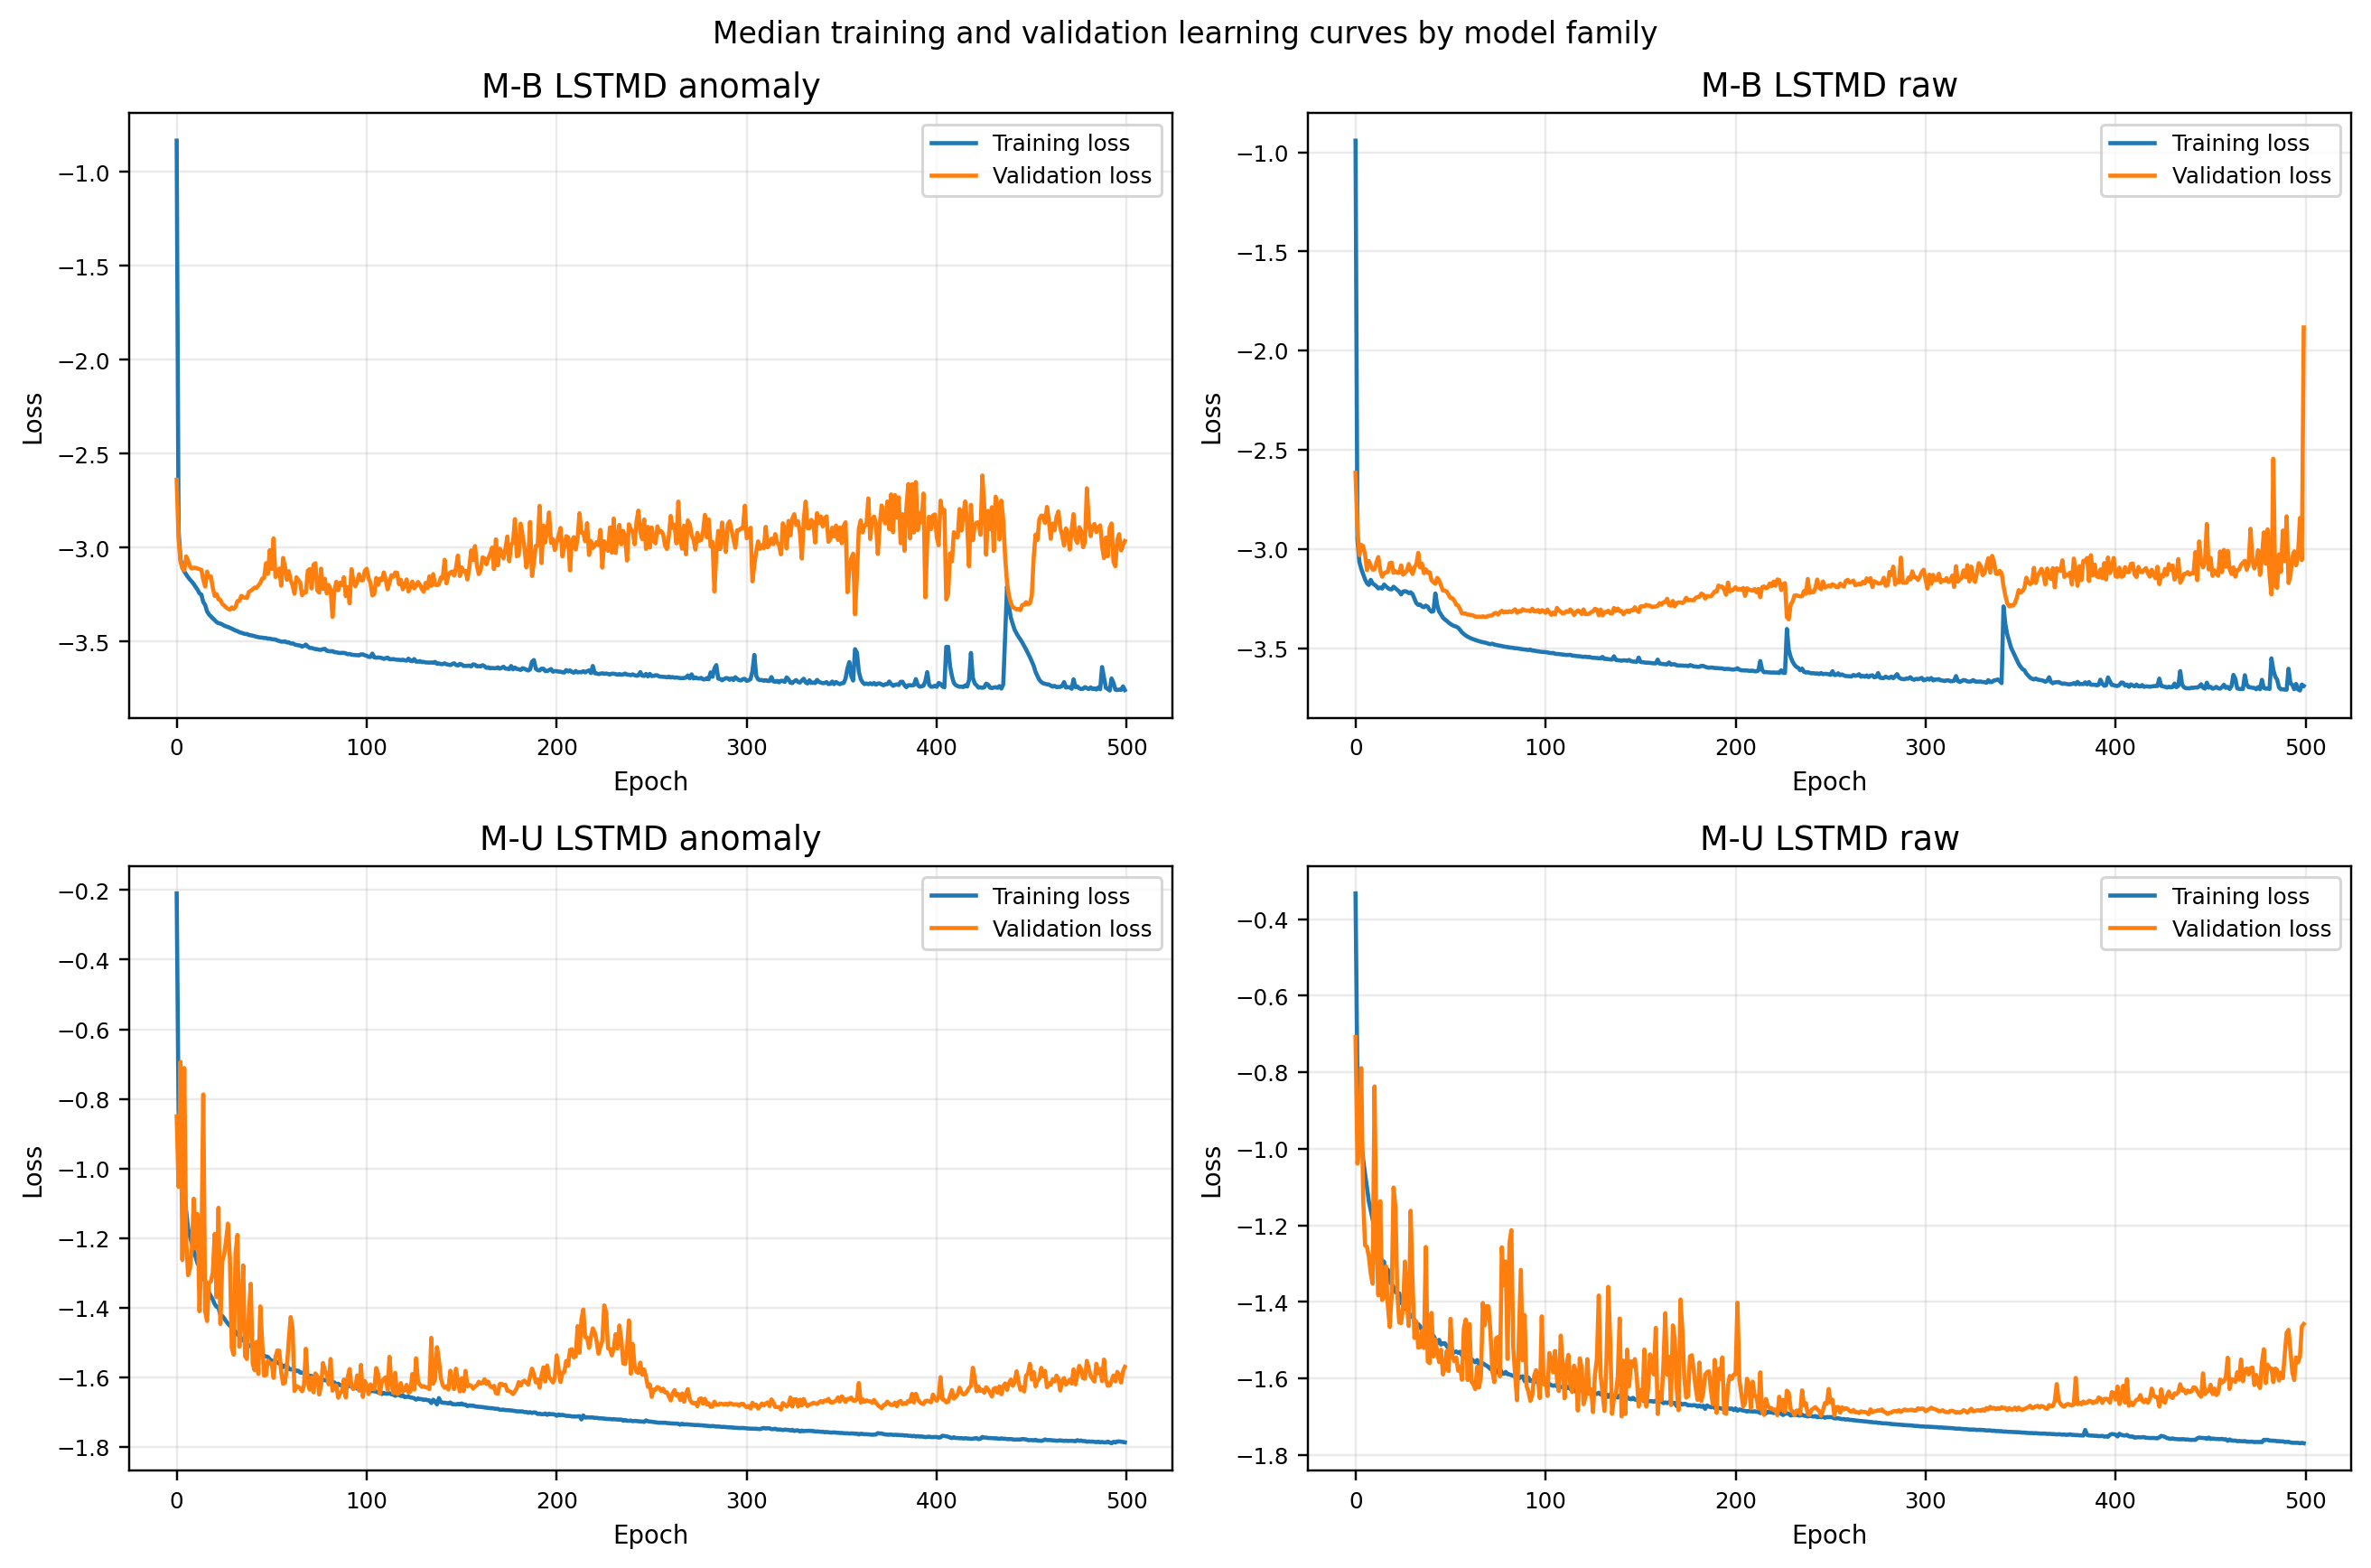 Median training and validation learning curves by model family
M-B LSTMD anomaly
Training loss
Validation loss
−1.0
−1.5
−2.0
−2.5
−3.0
−3.5
Loss
0 100 200 300 400 500
Epoch
M-B LSTMD raw
Training loss
Validation loss
−1.0
−1.5
−2.0
−2.5
−3.0
−3.5
Loss
0 100 200 300 400 500
Epoch
M-U LSTMD anomaly
Training loss
Validation loss
−0.2
−0.4
−0.6
−0.8
−1.0
−1.2
−1.4
−1.6
−1.8
Loss
0 100 200 300 400 500
Epoch
M-U LSTMD raw
Training loss
Validation loss
−0.4
−0.6
−0.8
−1.0
−1.2
−1.4
−1.6
−1.8
Loss
0 100 200 300 400 500
Epoch